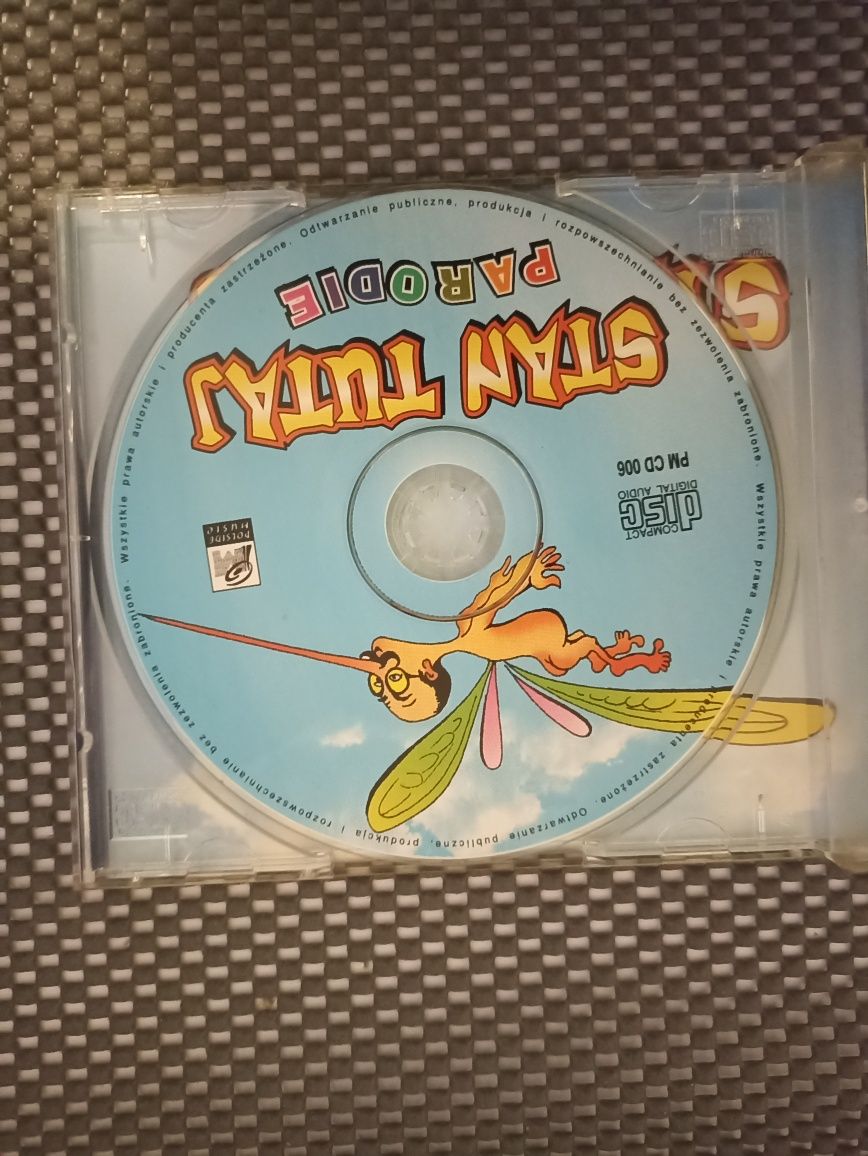 STAN TUTAJ
PARODIE
PM CD 006
COMPACT
disc
DIGITAL AUDIO
POLSIDE
MUSIC
Wszystkie prawa autorskie i producenta zastrzeżone. Odtwarzanie publiczne, produkcja i rozpowszechnianie bez zezwolenia zabronione.
Wszystkie prawa autorskie i producenta zastrzeżone. Odtwarzanie publiczne, produkcja i rozpowszechnianie bez zezwolenia zabronione.